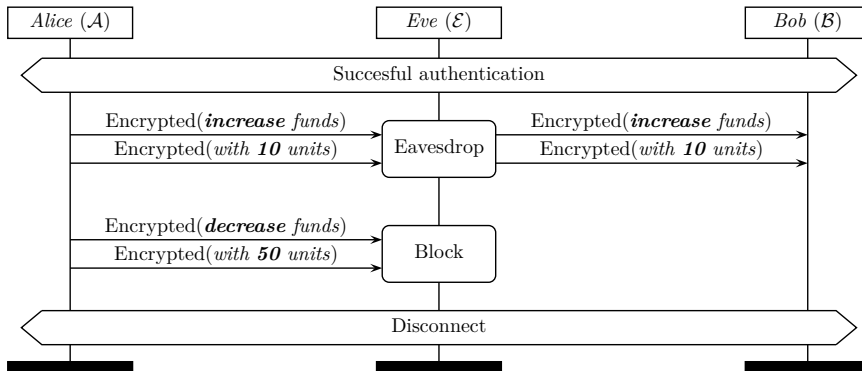 Alice (𝒜)
Eve (ℰ)
Bob (ℬ)
Succesful authentication
Encrypted(increase funds)
Encrypted(with 10 units)
Eavesdrop
Encrypted(increase funds)
Encrypted(with 10 units)
Encrypted(decrease funds)
Encrypted(with 50 units)
Block
Disconnect